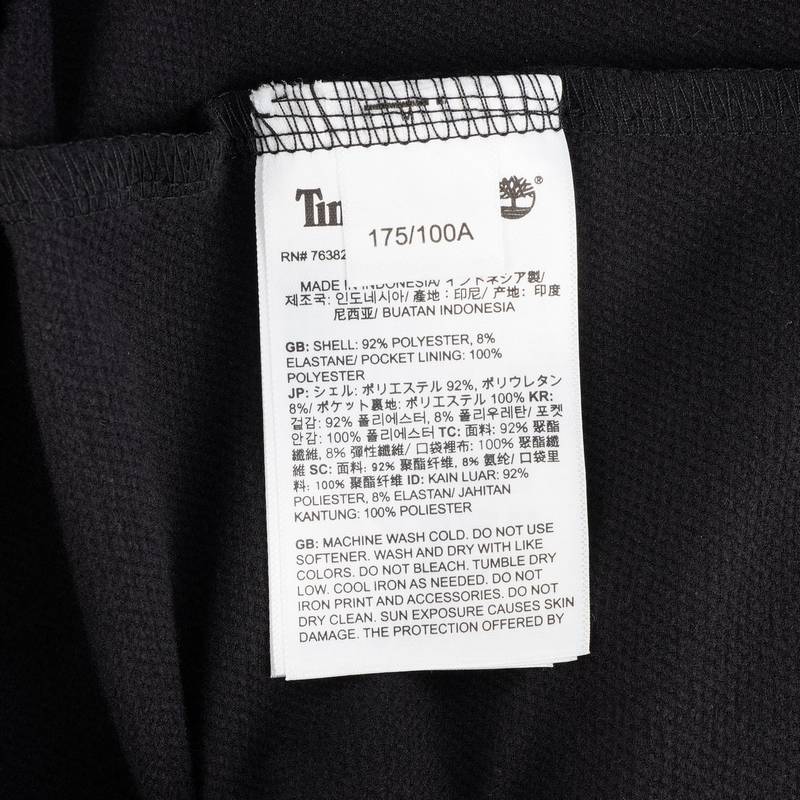 Tim
®
175/100A
RN# 76382
MADE IN INDONESIA/ インドネシア製/
제조국: 인도네시아/ 產地：印尼/ 产地：印度
尼西亚/ BUATAN INDONESIA
GB: SHELL: 92% POLYESTER, 8%
ELASTANE/ POCKET LINING: 100%
POLYESTER
JP: シェル: ポリエステル 92%, ポリウレタン
8%/ ポケット裏地: ポリエステル 100% KR:
겉감: 92% 폴리에스터, 8% 폴리우레탄/ 포켓
안감: 100% 폴리에스터 TC: 面料: 92% 聚酯
纖維, 8% 彈性纖維/ 口袋裡布: 100% 聚酯纖
維 SC: 面料: 92% 聚酯纤维, 8% 氨纶/ 口袋里
料: 100% 聚酯纤维 ID: KAIN LUAR: 92%
POLIESTER, 8% ELASTAN/ JAHITAN
KANTUNG: 100% POLIESTER
GB: MACHINE WASH COLD. DO NOT USE
SOFTENER. WASH AND DRY WITH LIKE
COLORS. DO NOT BLEACH. TUMBLE DRY
LOW. COOL IRON AS NEEDED. DO NOT
IRON PRINT AND ACCESSORIES. DO NOT
DRY CLEAN. SUN EXPOSURE CAUSES SKIN
DAMAGE. THE PROTECTION OFFERED BY